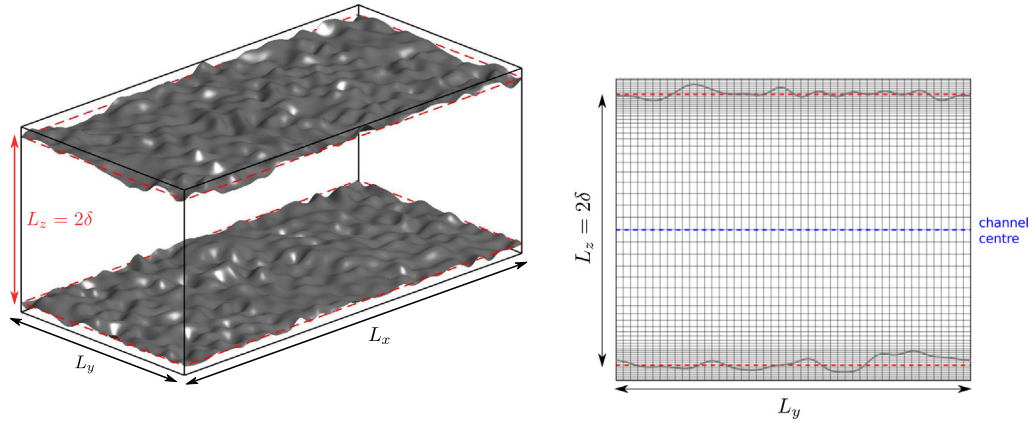 L_z = 2δ
L_y
L_x
L_z = 2δ
channel
centre
L_y